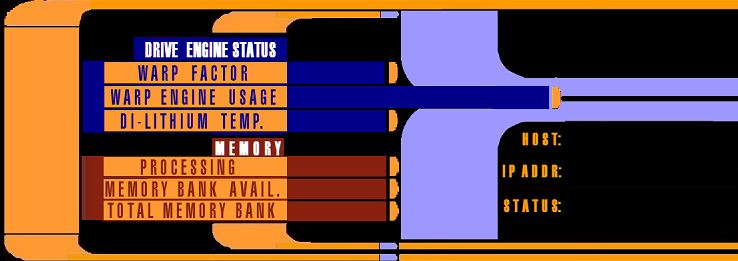 DRIVE ENGINE STATUS
WARP FACTOR
WARP ENGINE USAGE
DI-LITHIUM TEMP.
MEMORY
PROCESSING
MEMORY BANK AVAIL.
TOTAL MEMORY BANK
HOST:
IP ADDR:
STATUS: